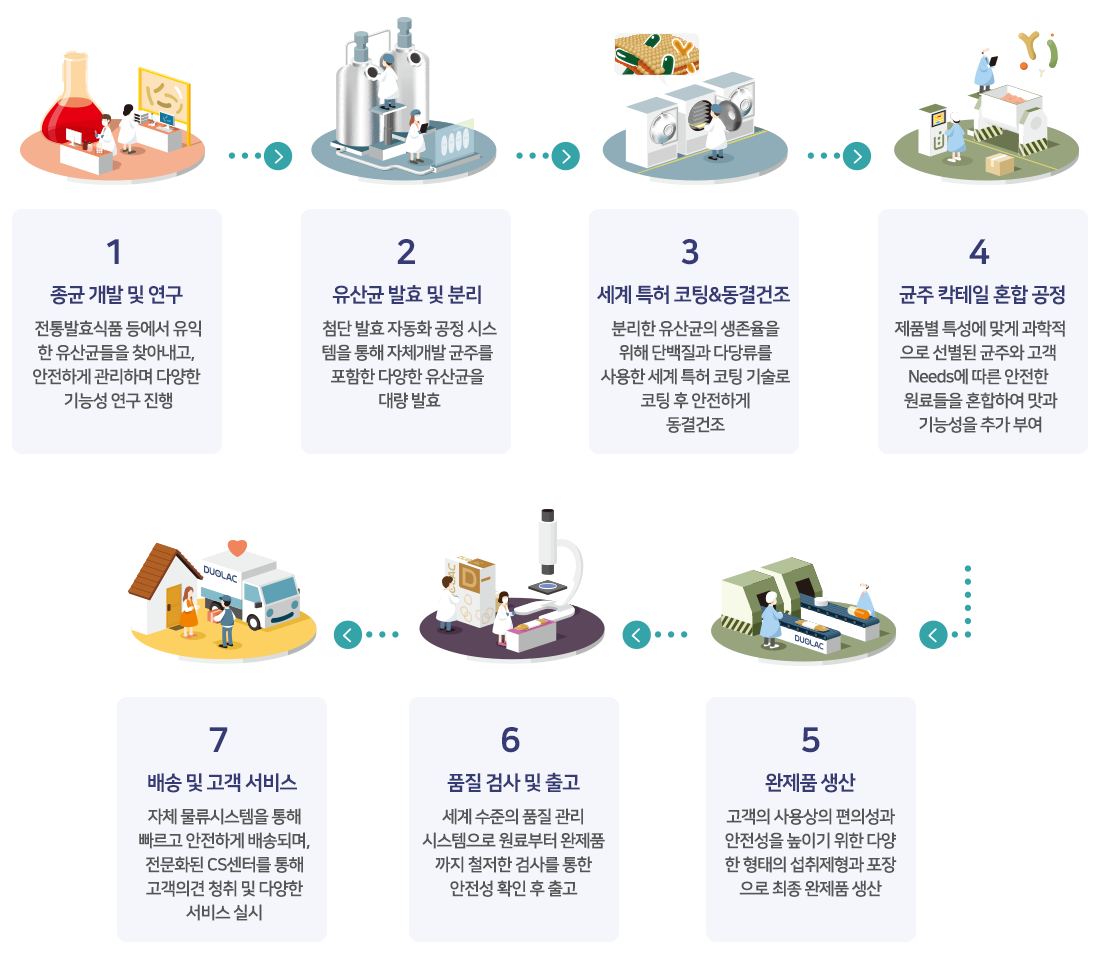 1
종균 개발 및 연구
전통발효식품 등에서 유익
한 유산균들을 찾아내고,
안전하게 관리하며 다양한
기능성 연구 진행
2
유산균 발효 및 분리
첨단 발효 자동화 공정 시스
템을 통해 자체개발 균주를
포함한 다양한 유산균을
대량 발효
3
세계 특허 코팅&동결건조
분리한 유산균의 생존율을
위해 단백질과 다당류를
사용한 세계 특허 코팅 기술로
코팅 후 안전하게
동결건조
4
균주 칵테일 혼합 공정
제품별 특성에 맞게 과학적
으로 선별된 균주와 고객
Needs에 따른 안전한
원료들을 혼합하여 맛과
기능성을 추가 부여
DUOLAC
7
배송 및 고객 서비스
자체 물류시스템을 통해
빠르고 안전하게 배송되며,
전문화된 CS센터를 통해
고객의견 청취 및 다양한
서비스 실시
DUOLAC
D-
6
품질 검사 및 출고
세계 수준의 품질 관리
시스템으로 원료부터 완제품
까지 철저한 검사를 통한
안전성 확인 후 출고
DUOLAC
5
완제품 생산
고객의 사용상의 편의성과
안전성을 높이기 위한 다양
한 형태의 섭취제형과 포장
으로 최종 완제품 생산